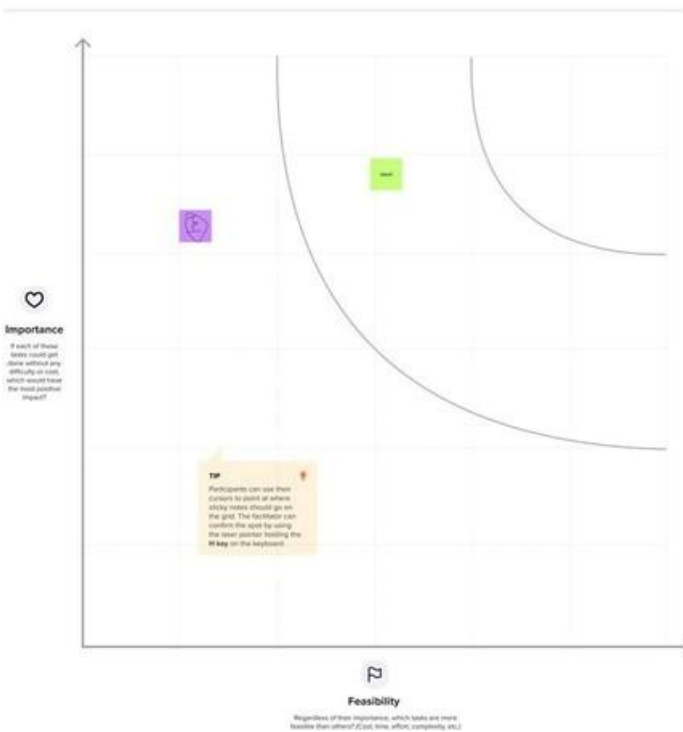 Importance
If each of these
tasks could get
done without any
difficulty or cost,
which would have
the most positive
impact?
TIP
Participants can use their
cursors to point at where
sticky notes should go on
the grid. The facilitator can
confirm the spot by using
the laser pointer holding the
H key on the keyboard.
Feasibility
Regardless of their importance, which tasks are more
feasible than others? (Cost, time, effort, complexity, etc.)